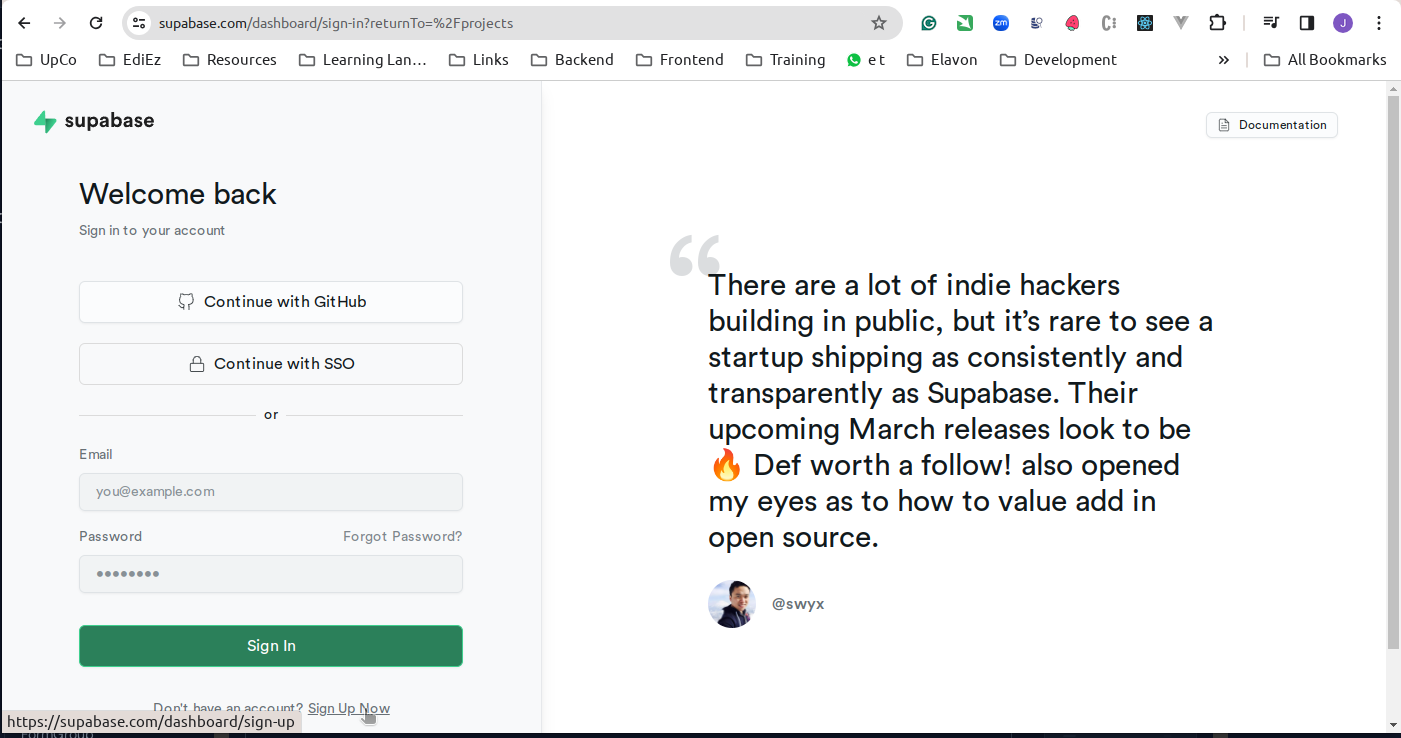 supabase.com/dashboard/sign-in?returnTo=%2Fprojects
zm
J
UpCo
EdiEz
Resources
Learning Lan...
Links
Backend
Frontend
Training
e t
Elavon
Development
»
All Bookmarks
supabase
Documentation
Welcome back
Sign in to your account
Continue with GitHub
Continue with SSO
or
Email
you@example.com
Password
Forgot Password?
••••••••
Sign In
Don't have an account? Sign Up Now
https://supabase.com/dashboard/sign-up
“
There are a lot of indie hackers
building in public, but it’s rare to see a
startup shipping as consistently and
transparently as Supabase. Their
upcoming March releases look to be
🔥 Def worth a follow! also opened
my eyes as to how to value add in
open source.
@swyx